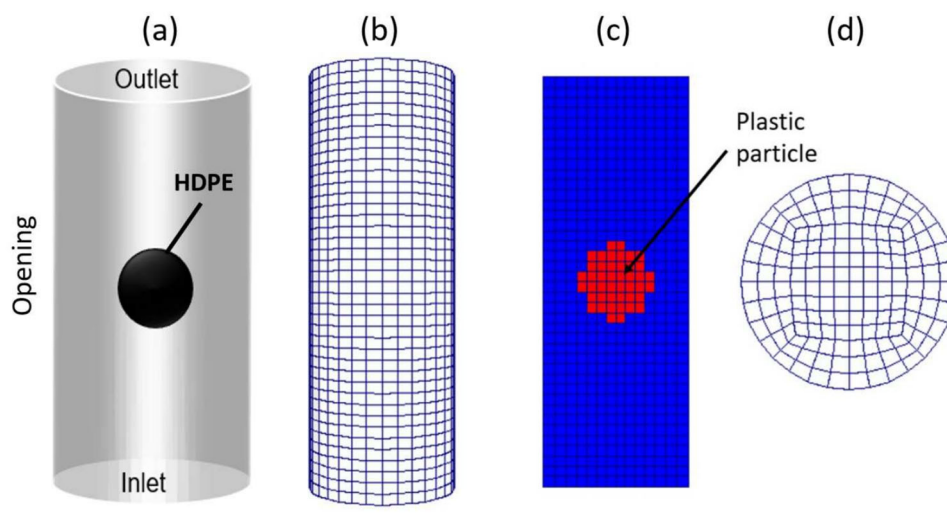 (a)
(b)
(c)
(d)
Outlet
HDPE
Opening
Inlet
Plastic
particle